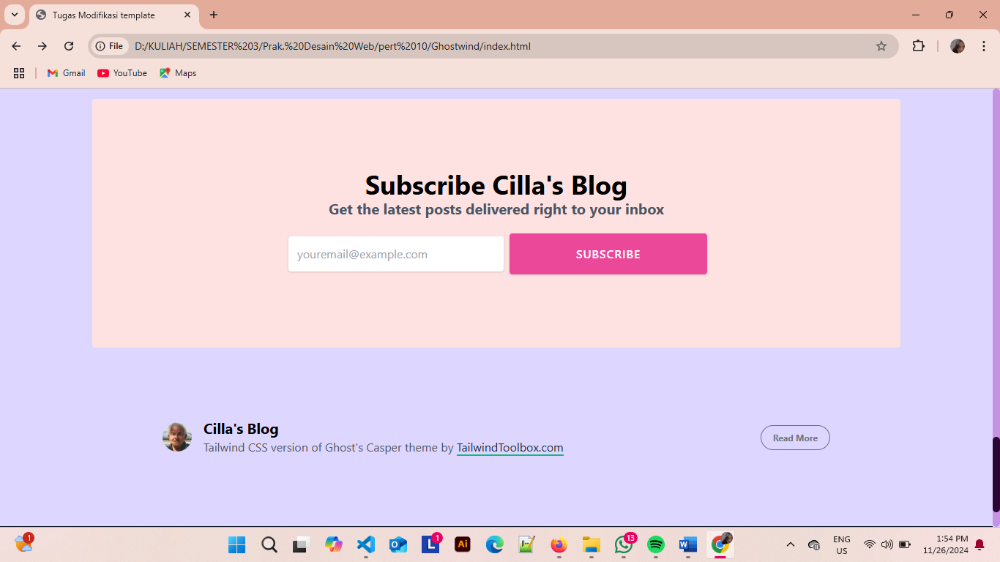 Tugas Modifikasi template
File
D:/KULIAH/SEMESTER%203/Prak.%20Desain%20Web/pert%2010/Ghostwind/index.html
Gmail
YouTube
Maps
Subscribe Cilla's Blog
Get the latest posts delivered right to your inbox
youremail@example.com
SUBSCRIBE
Cilla's Blog
Tailwind CSS version of Ghost's Casper theme by TailwindToolbox.com
Read More
1
1
Ai
13
ENG
US
1:54 PM
11/26/2024